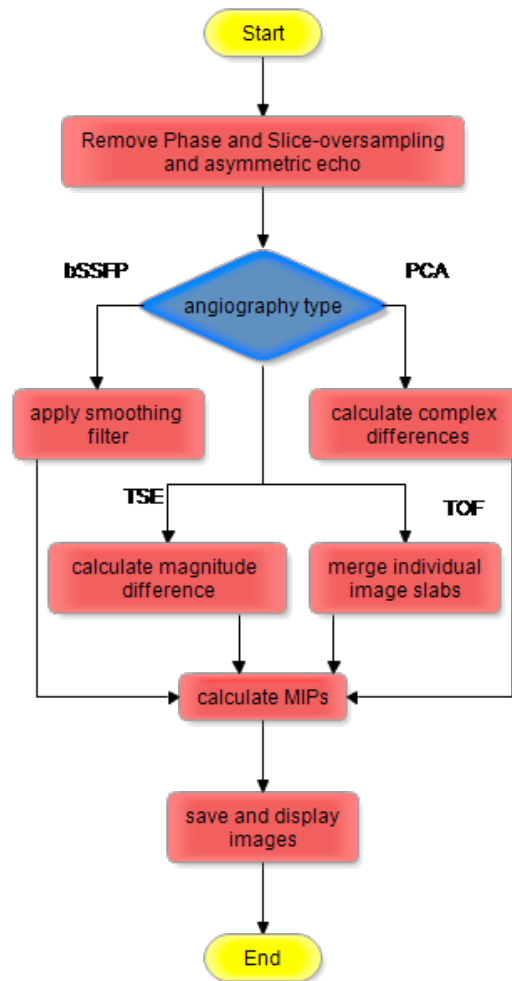 Start
Remove Phase and Slice-oversampling
and asymmetric echo
bSSFP
PCA
angiography type
apply smoothing
filter
calculate complex
differences
TSE
TOF
calculate magnitude
difference
merge individual
image slabs
calculate MIPs
save and display
images
End